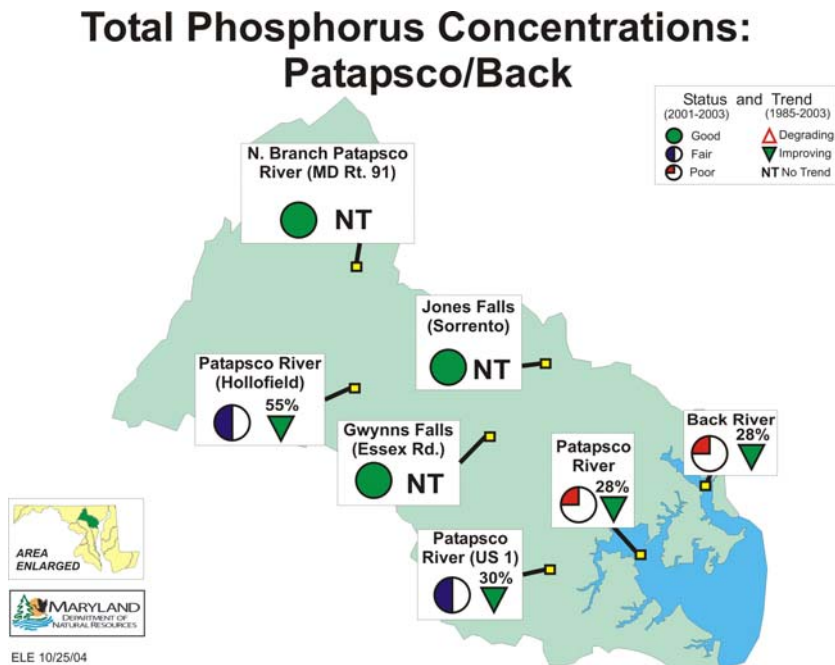 Total Phosphorus Concentrations:
Patapsco/Back
Status and Trend
(2001-2003) (1985-2003)
Good Degrading
Fair Improving
Poor NT No Trend
N. Branch Patapsco
River (MD Rt. 91)
NT
Jones Falls
(Sorrento)
NT
Patapsco River
(Hollofield)
55%
Gwynns Falls
(Essex Rd.)
NT
Back River
28%
Patapsco
River
28%
Patapsco
River (US 1)
30%
AREA
ENLARGED
MARYLAND
DEPARTMENT OF
NATURAL RESOURCES
ELE 10/25/04